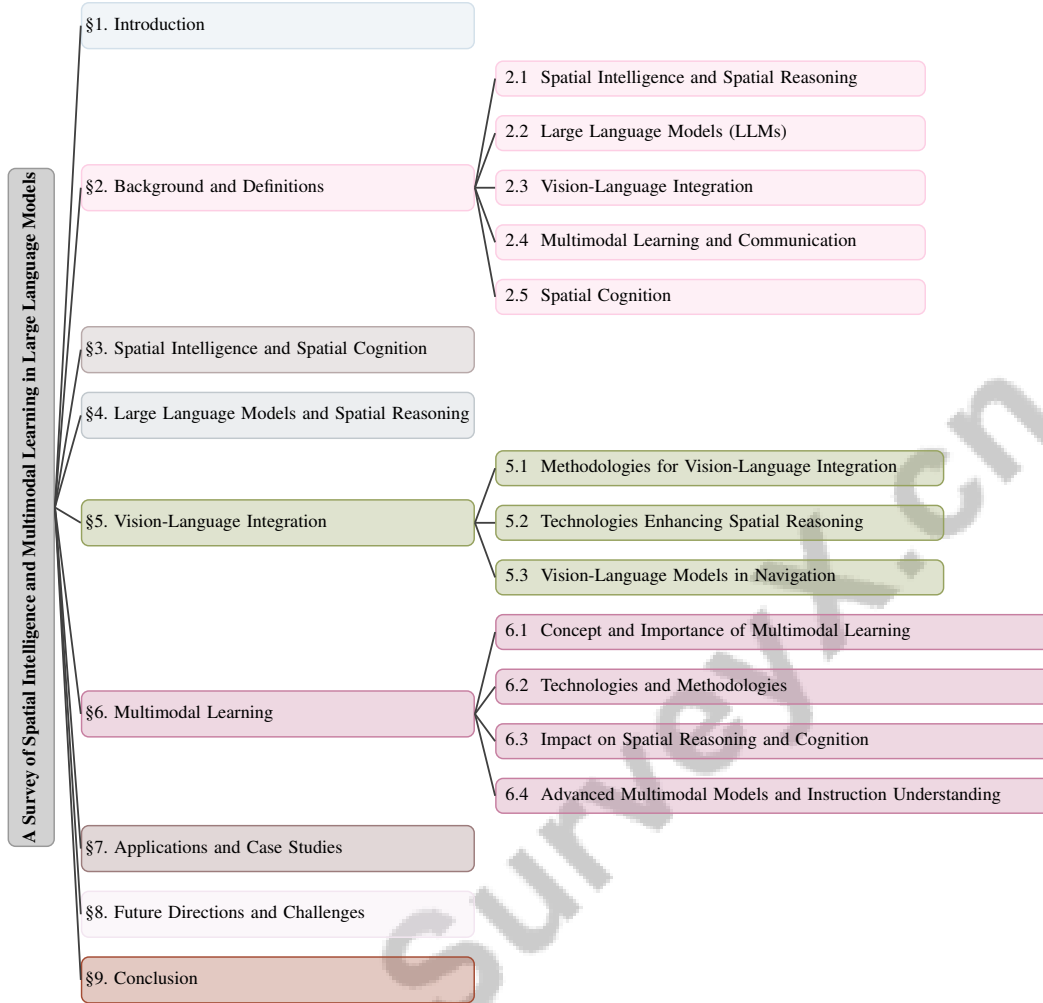 A Survey of Spatial Intelligence and Multimodal Learning in Large Language Models
§1. Introduction
§2. Background and Definitions
2.1 Spatial Intelligence and Spatial Reasoning
2.2 Large Language Models (LLMs)
2.3 Vision-Language Integration
2.4 Multimodal Learning and Communication
2.5 Spatial Cognition
§3. Spatial Intelligence and Spatial Cognition
§4. Large Language Models and Spatial Reasoning
§5. Vision-Language Integration
5.1 Methodologies for Vision-Language Integration
5.2 Technologies Enhancing Spatial Reasoning
5.3 Vision-Language Models in Navigation
§6. Multimodal Learning
6.1 Concept and Importance of Multimodal Learning
6.2 Technologies and Methodologies
6.3 Impact on Spatial Reasoning and Cognition
6.4 Advanced Multimodal Models and Instruction Understanding
§7. Applications and Case Studies
§8. Future Directions and Challenges
§9. Conclusion
SurveyX.cn